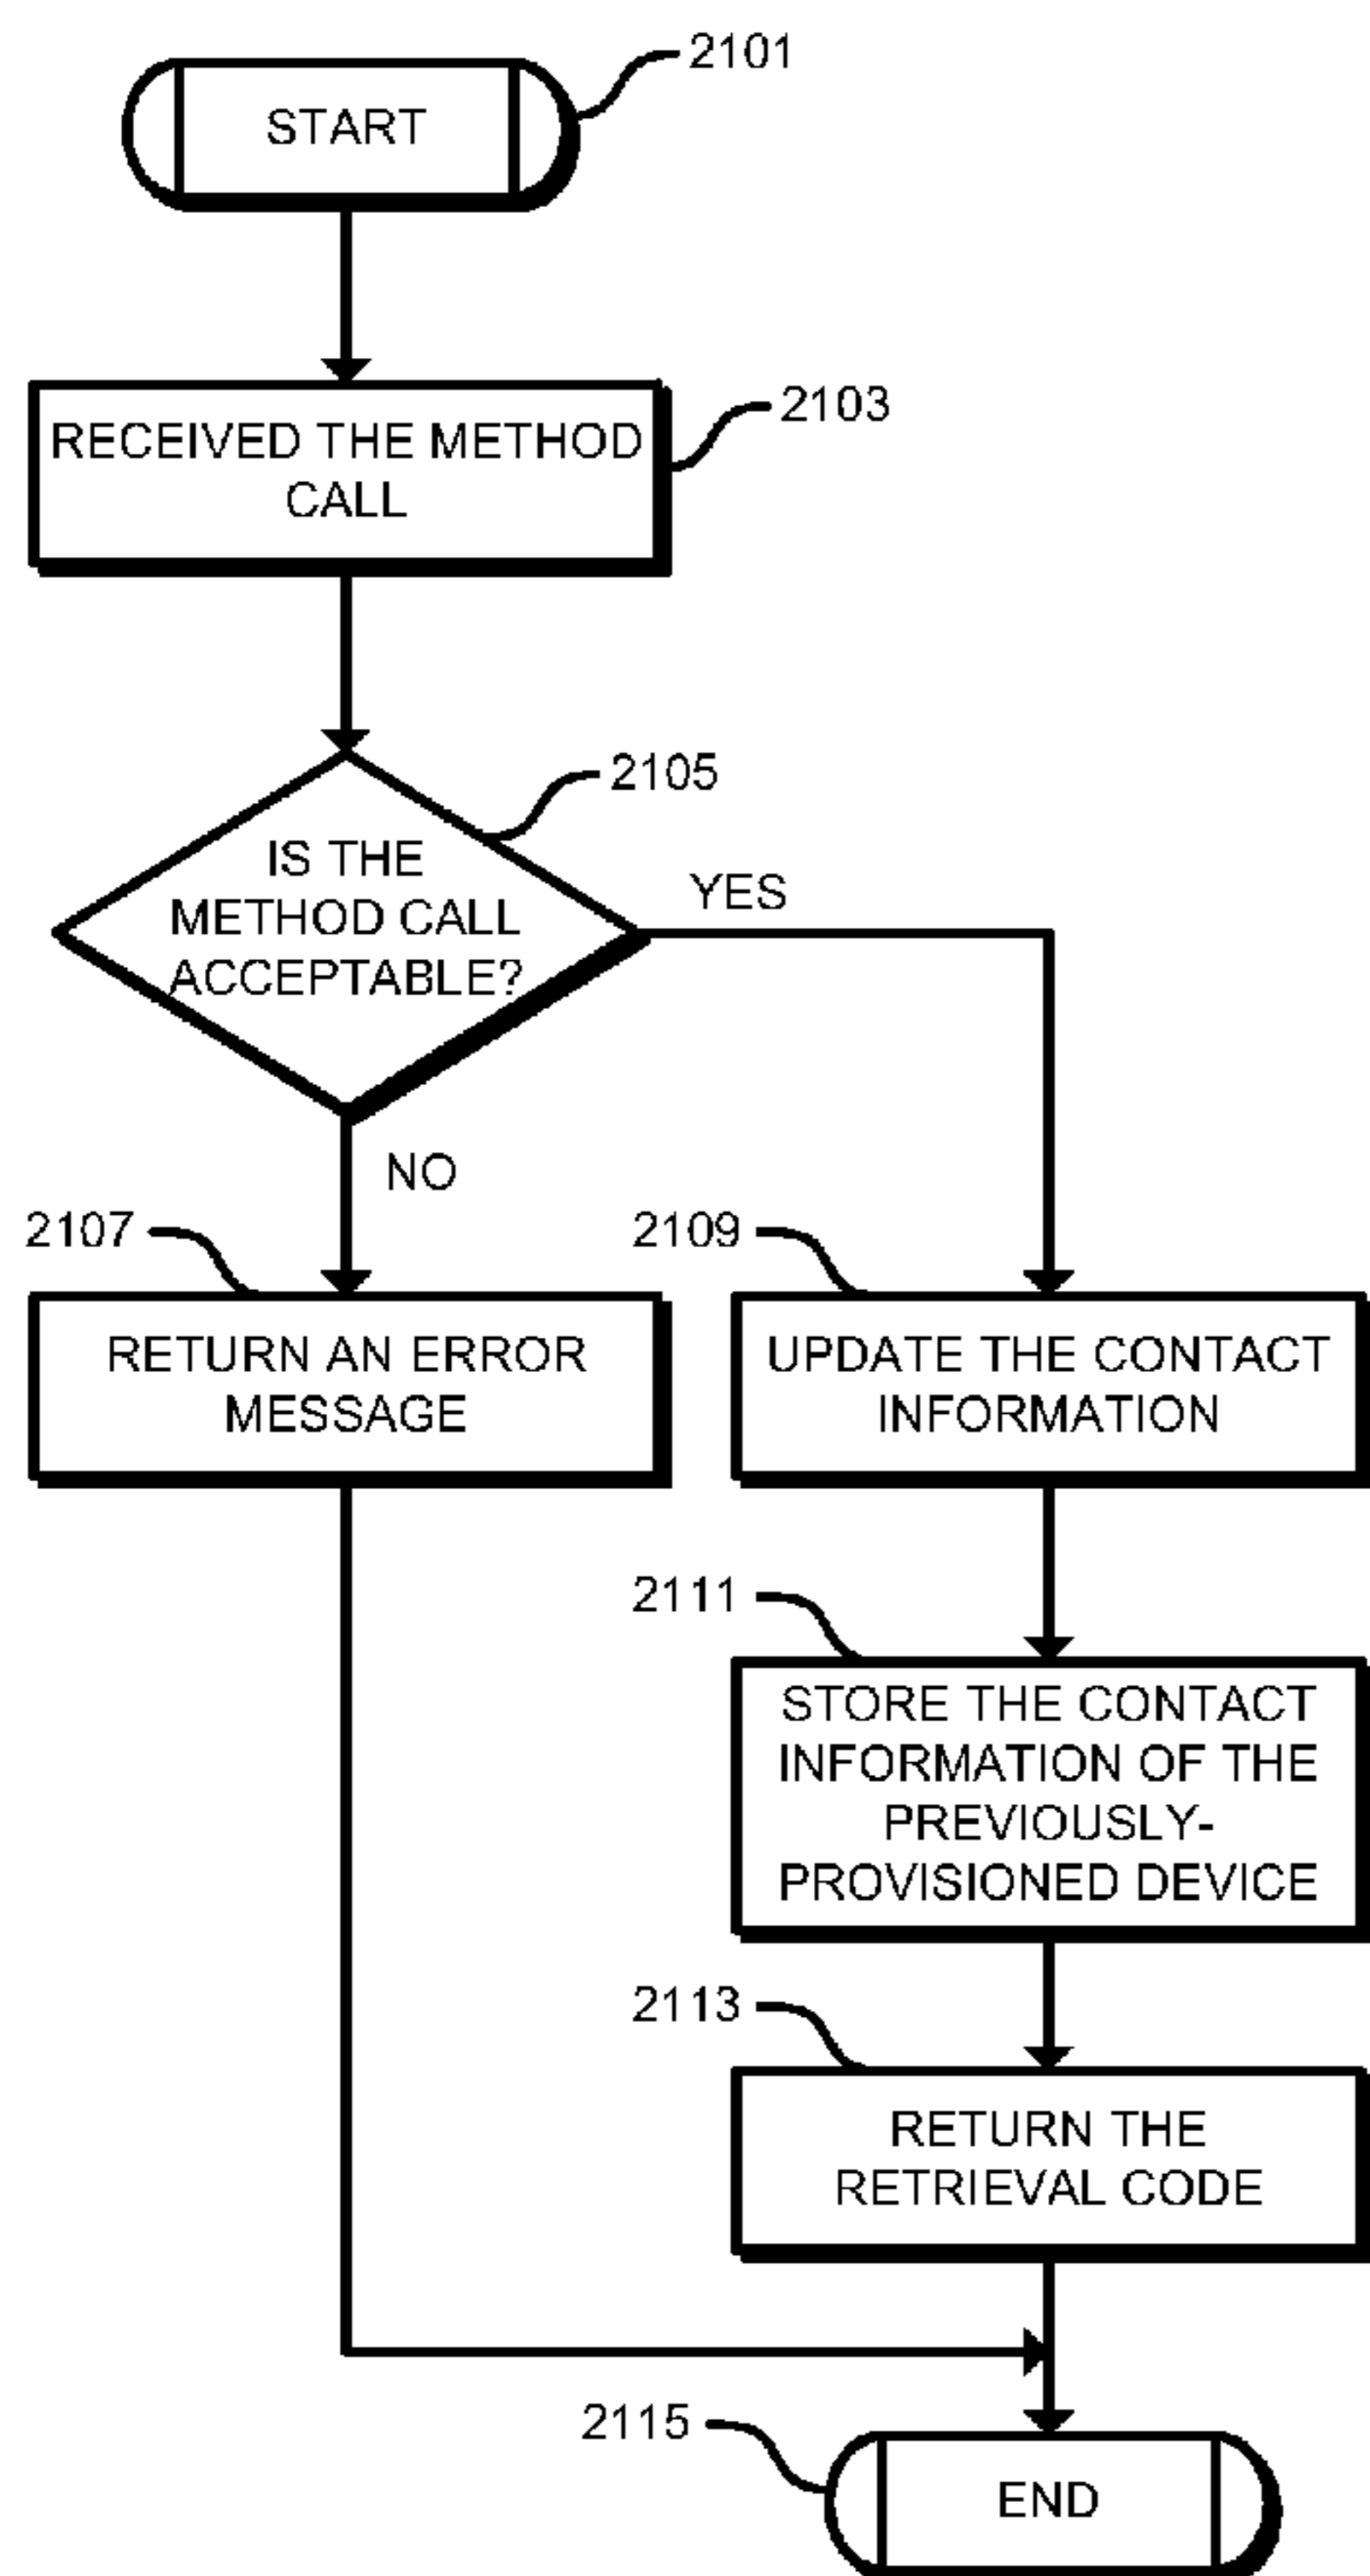 2101
START
2103
RECEIVED THE METHOD
CALL
2105
IS THE
METHOD CALL
ACCEPTABLE?
YES
NO
2107
RETURN AN ERROR
MESSAGE
2109
UPDATE THE CONTACT
INFORMATION
2111
STORE THE CONTACT
INFORMATION OF THE
PREVIOUSLY-
PROVISIONED DEVICE
2113
RETURN THE
RETRIEVAL CODE
2115
END